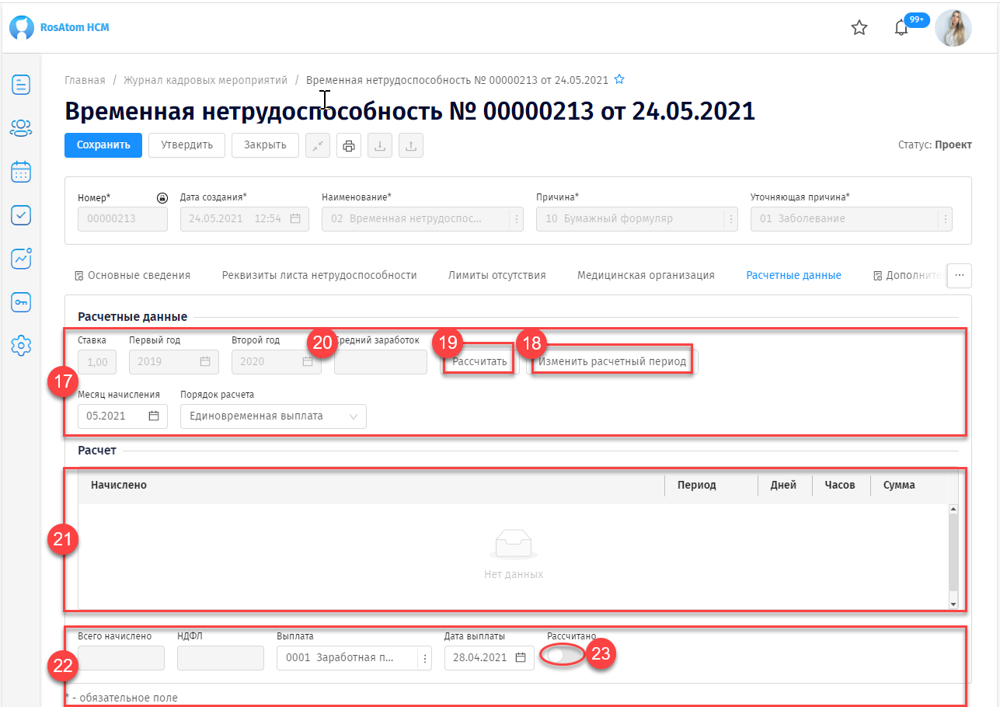 RosAtom HCM
99+
Главная / Журнал кадровых мероприятий / Временная нетрудоспособность № 00000213 от 24.05.2021
Временная нетрудоспособность № 00000213 от 24.05.2021
Сохранить Утвердить Закрыть
Статус: Проект
Номер* Дата создания* Наименование* Причина* Уточняющая причина*
00000213 24.05.2021 12:54 02 Временная нетрудоспос... 10 Бумажный формуляр 01 Заболевание
Основные сведения Реквизиты листа нетрудоспособности Лимиты отсутствия Медицинская организация Расчетные данные Дополните ...
Расчетные данные
Ставка Первый год Второй год 20 Средний заработок 19 18
1,00 2019 2020 Рассчитать Изменить расчетный период
17
Месяц начисления Порядок расчета
05.2021 Единовременная выплата
Расчет
Начислено Период Дней Часов Сумма
21
Нет данных
Всего начислено НДФЛ Выплата Дата выплаты Рассчитано
22 0001 Заработная п... 28.04.2021 23
* - обязательное поле